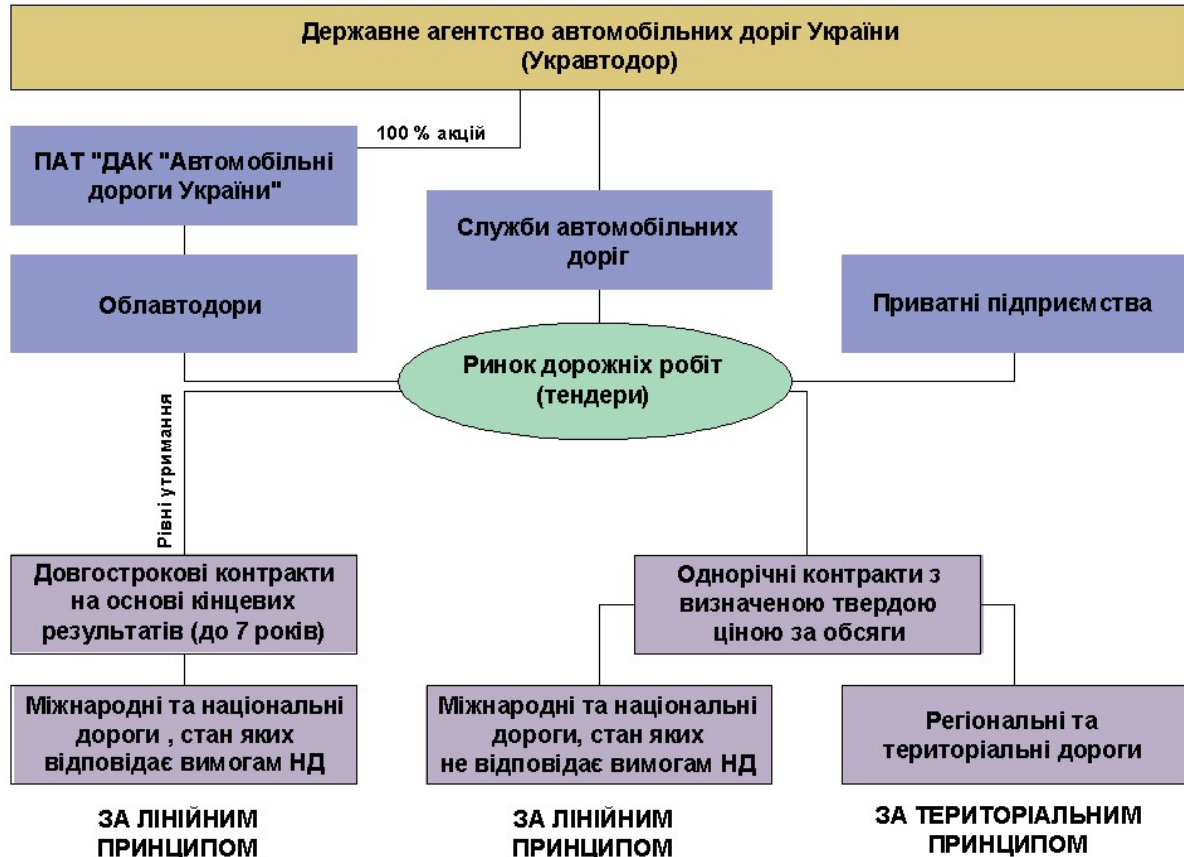 Державне агентство автомобільних доріг України
(Укравтодор)
100 % акцій
ПАТ "ДАК "Автомобільні
дороги України"
Служби автомобільних
доріг
Облавтодори
Приватні підприємства
Ринок дорожніх робіт
(тендери)
Рівні утримання
Довгострокові контракти
на основі кінцевих
результатів (до 7 років)
Однорічні контракти з
визначеною твердою
ціною за обсяги
Міжнародні та національні
дороги , стан яких
відповідає вимогам НД
Міжнародні та національні
дороги, стан яких
не відповідає вимогам НД
Регіональні та
територіальні дороги
ЗА ЛІНІЙНИМ
ПРИНЦИПОМ
ЗА ЛІНІЙНИМ
ПРИНЦИПОМ
ЗА ТЕРИТОРІАЛЬНИМ
ПРИНЦИПОМ